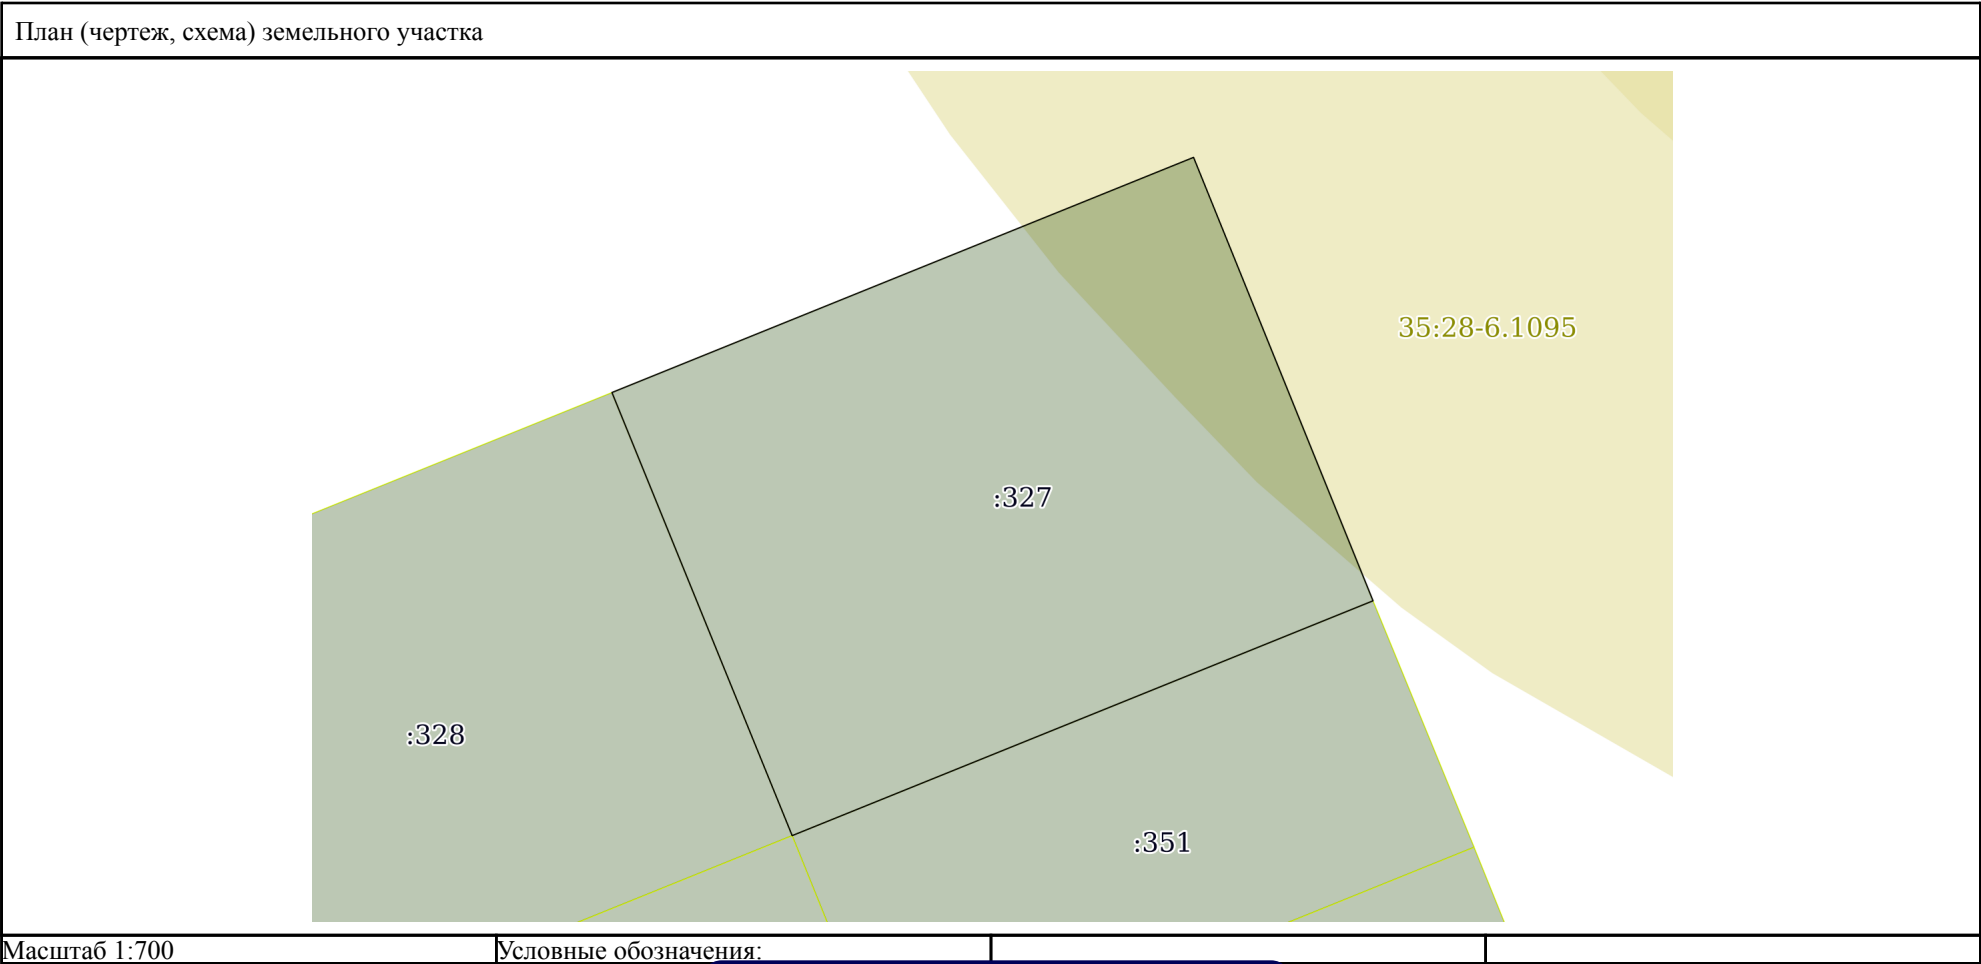 План (чертеж, схема) земельного участка
35:28-6.1095
:327
:328
:351
Масштаб 1:700
Условные обозначения: